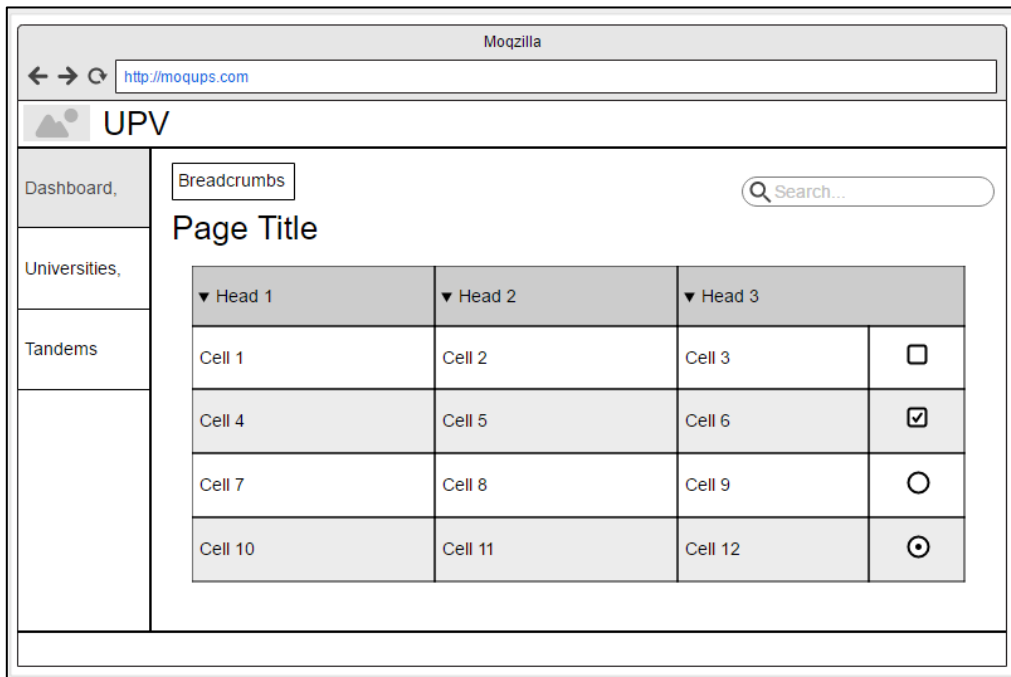 Moqzilla
http://moqups.com
UPV
Dashboard,
Universities,
Tandems
Breadcrumbs
Search...
Page Title
▼ Head 1 ▼ Head 2 ▼ Head 3
Cell 1 Cell 2 Cell 3
Cell 4 Cell 5 Cell 6
Cell 7 Cell 8 Cell 9
Cell 10 Cell 11 Cell 12